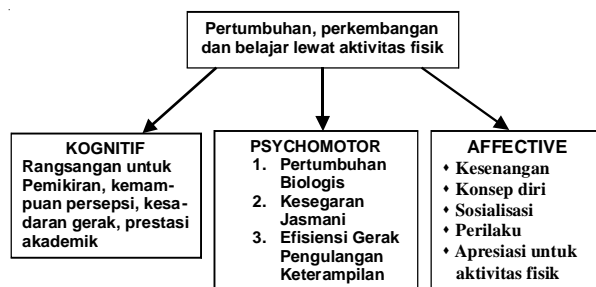 Pertumbuhan, perkembangan
dan belajar lewat aktivitas fisik
KOGNITIF
Rangsangan untuk
Pemikiran, kemam-
puan persepsi, kesa-
daran gerak, prestasi
akademik
PSYCHOMOTOR
1. Pertumbuhan
Biologis
2. Kesegaran
Jasmani
3. Efisiensi Gerak
Pengulangan
Keterampilan
AFFECTIVE
♦ Kesenangan
♦ Konsep diri
♦ Sosialisasi
♦ Perilaku
♦ Apresiasi untuk
aktivitas fisik